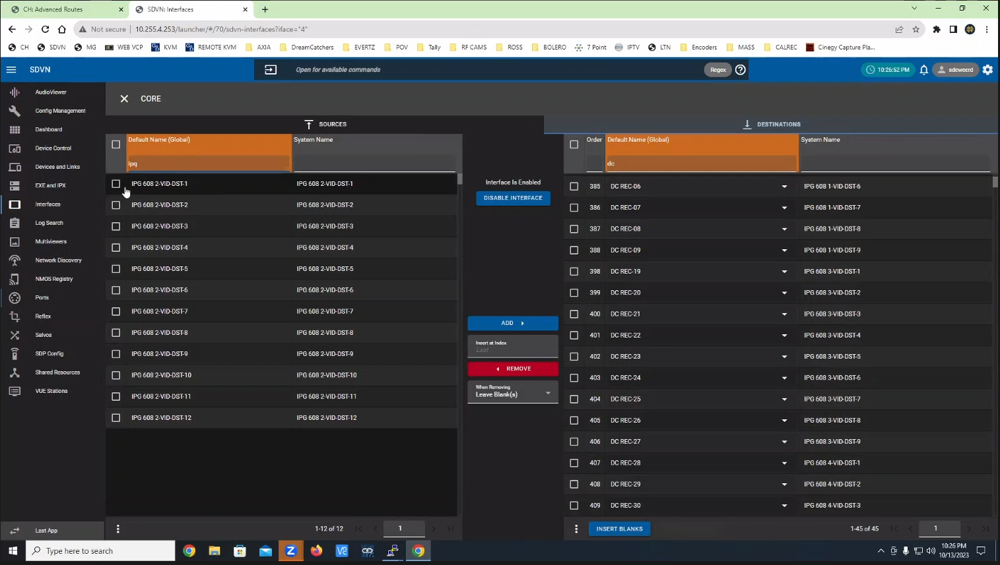 CH: Advanced Routes
SDVN: Interfaces
Not secure
10.255.4.253/launcher/#/70/sdvn-interfaces?iface="4"
CH SDVN MG WEB VCP KVM REMOTE KVM AXIA DreamCatchers EVERTZ POV Tally RF CAMS ROSS BOLERO 7 Point IPTV LTN Encoders MASS CALREC Cinegy Capture Pla...
SDVN
Open for available commands
Regex
10:26:52 PM
sdeweerd
AudioViewer
Config Management
Dashboard
Device Control
Devices and Links
EXE and IPX
Interfaces
Log Search
Multiviewers
Network Discovery
NMOS Registry
Ports
Reflex
Salvos
SDP Config
Shared Resources
VUE Stations
Last App
CORE
SOURCES
Default Name (Global) System Name
ipg
IPG 608 2-VID-DST-1 IPG 608 2-VID-DST-1
IPG 608 2-VID-DST-2 IPG 608 2-VID-DST-2
IPG 608 2-VID-DST-3 IPG 608 2-VID-DST-3
IPG 608 2-VID-DST-4 IPG 608 2-VID-DST-4
IPG 608 2-VID-DST-5 IPG 608 2-VID-DST-5
IPG 608 2-VID-DST-6 IPG 608 2-VID-DST-6
IPG 608 2-VID-DST-7 IPG 608 2-VID-DST-7
IPG 608 2-VID-DST-8 IPG 608 2-VID-DST-8
IPG 608 2-VID-DST-9 IPG 608 2-VID-DST-9
IPG 608 2-VID-DST-10 IPG 608 2-VID-DST-10
IPG 608 2-VID-DST-11 IPG 608 2-VID-DST-11
IPG 608 2-VID-DST-12 IPG 608 2-VID-DST-12
1-12 of 12
1
Interface Is Enabled
DISABLE INTERFACE
ADD
Insert at Index
Last
REMOVE
When Removing
Leave Blank(s)
DESTINATIONS
Order Default Name (Global) System Name
dc
385 DC REC-06 IPG 608 1-VID-DST-6
386 DC REC-07 IPG 608 1-VID-DST-7
387 DC REC-08 IPG 608 1-VID-DST-8
388 DC REC-09 IPG 608 1-VID-DST-9
398 DC REC-19 IPG 608 3-VID-DST-1
399 DC REC-20 IPG 608 3-VID-DST-2
400 DC REC-21 IPG 608 3-VID-DST-3
401 DC REC-22 IPG 608 3-VID-DST-4
402 DC REC-23 IPG 608 3-VID-DST-5
403 DC REC-24 IPG 608 3-VID-DST-6
404 DC REC-25 IPG 608 3-VID-DST-7
405 DC REC-26 IPG 608 3-VID-DST-8
406 DC REC-27 IPG 608 3-VID-DST-9
407 DC REC-28 IPG 608 4-VID-DST-1
408 DC REC-29 IPG 608 4-VID-DST-2
409 DC REC-30 IPG 608 4-VID-DST-3
INSERT BLANKS
1-45 of 45
1
Type here to search
10:26 PM
10/13/2023